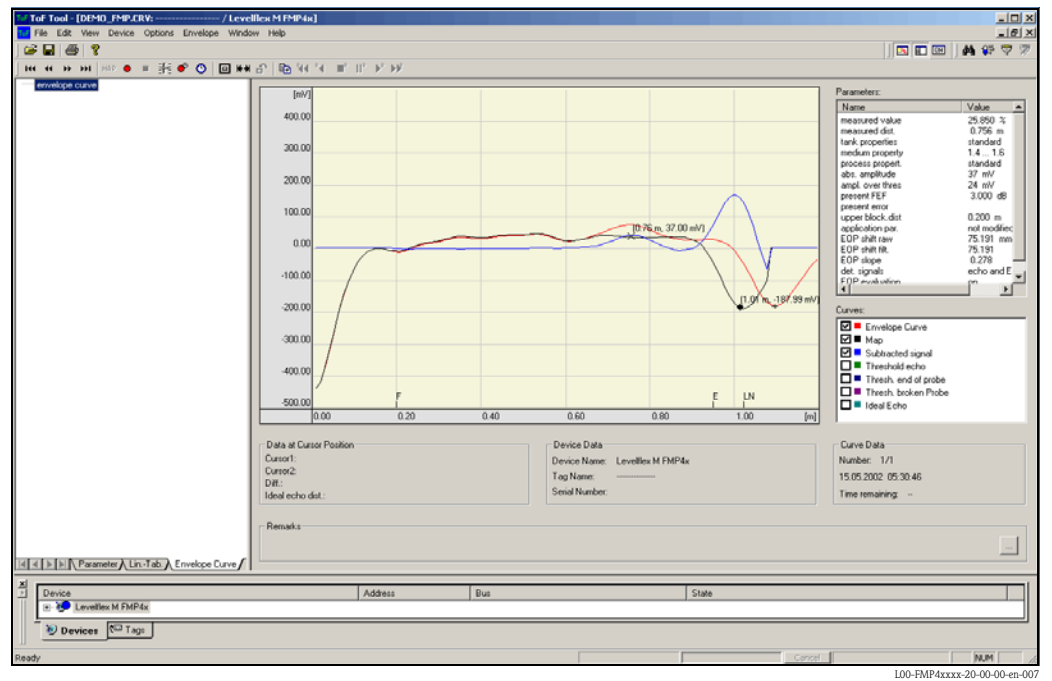 ToF Tool - [DEMO_FMP.CRV: ---------------- / Levelflex M FMP4x]
File Edit View Device Options Envelope Window Help
MAP
envelope curve
[mV]
400.00
300.00
200.00
100.00
0.00
-100.00
-200.00
-300.00
-400.00
-500.00
[0.76 m, 37.00 mV]
[1.01 m, -187.99 mV]
F
E
LN
0.00 0.20 0.40 0.60 0.80 1.00 [m]
Parameters:
Name Value
measured value 25.850 %
measured dist. 0.756 m
tank properties standard
medium property 1.4 ... 1.6
process propert. standard
abs. amplitude 37 mV
ampl. over thres 24 mV
present FEF 3.000 dB
present error
upper block.dist 0.200 m
application par. not modified
EOP shift raw 75.191 mm
EOP shift filt. 75.191
EOP slope 0.278
det. signals echo and E
EOP evaluation on
Curves:
Envelope Curve
Map
Subtracted signal
Threshold echo
Thresh. end of probe
Thresh. broken Probe
Ideal Echo
Data at Cursor Position
Cursor1:
Cursor2:
Diff.:
Ideal echo dist.:
Device Data
Device Name: Levelflex M FMP4x
Tag Name: ----------------
Serial Number:
Curve Data
Number: 1/1
15.05.2002 05:30:46
Time remaining: --
Remarks
...
Parameter Lin.-Tab. Envelope Curve
Device Address Bus State
Levelflex M FMP4x
Devices Tags
Ready Cancel NUM
L00-FMP4xxxx-20-00-00-en-007